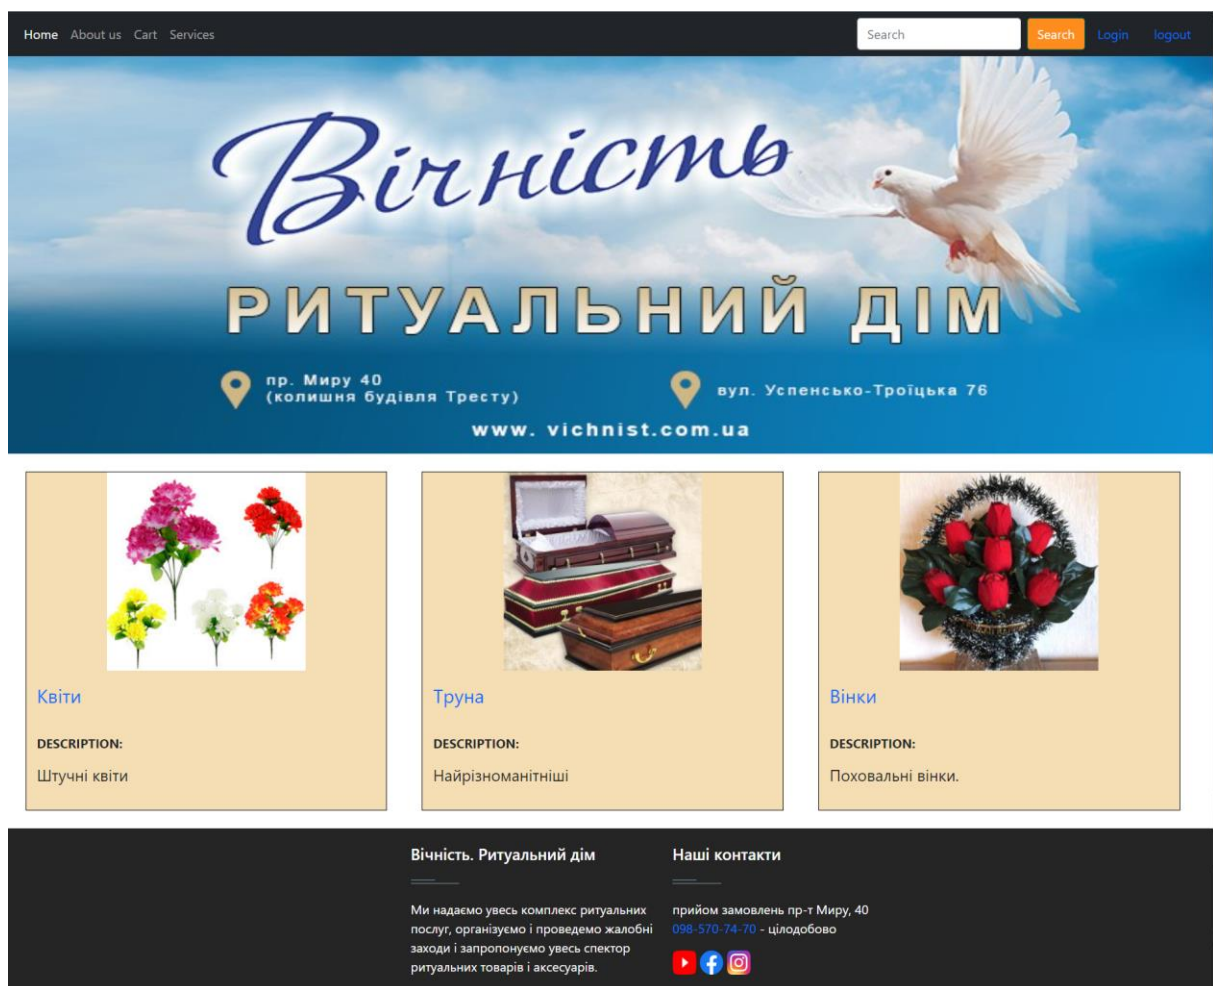 Home About us Cart Services Search Search Login logout
Вічність
РИТУАЛЬНИЙ ДІМ
пр. Миру 40
(колишня будівля Тресту)
вул. Успенсько-Троїцька 76
www. vichnist.com.ua
Квіти
DESCRIPTION:
Штучні квіти
Труна
DESCRIPTION:
Найрізноманітніші
Вінки
DESCRIPTION:
Поховальні вінки.
Вічність. Ритуальний дім
Ми надаємо увесь комплекс ритуальних
послуг, організуємо і проведемо жалобні
заходи і запропонуємо увесь спектор
ритуальних товарів і аксесуарів.
Наші контакти
прийом замовлень пр-т Миру, 40
098-570-74-70 - цілодобово